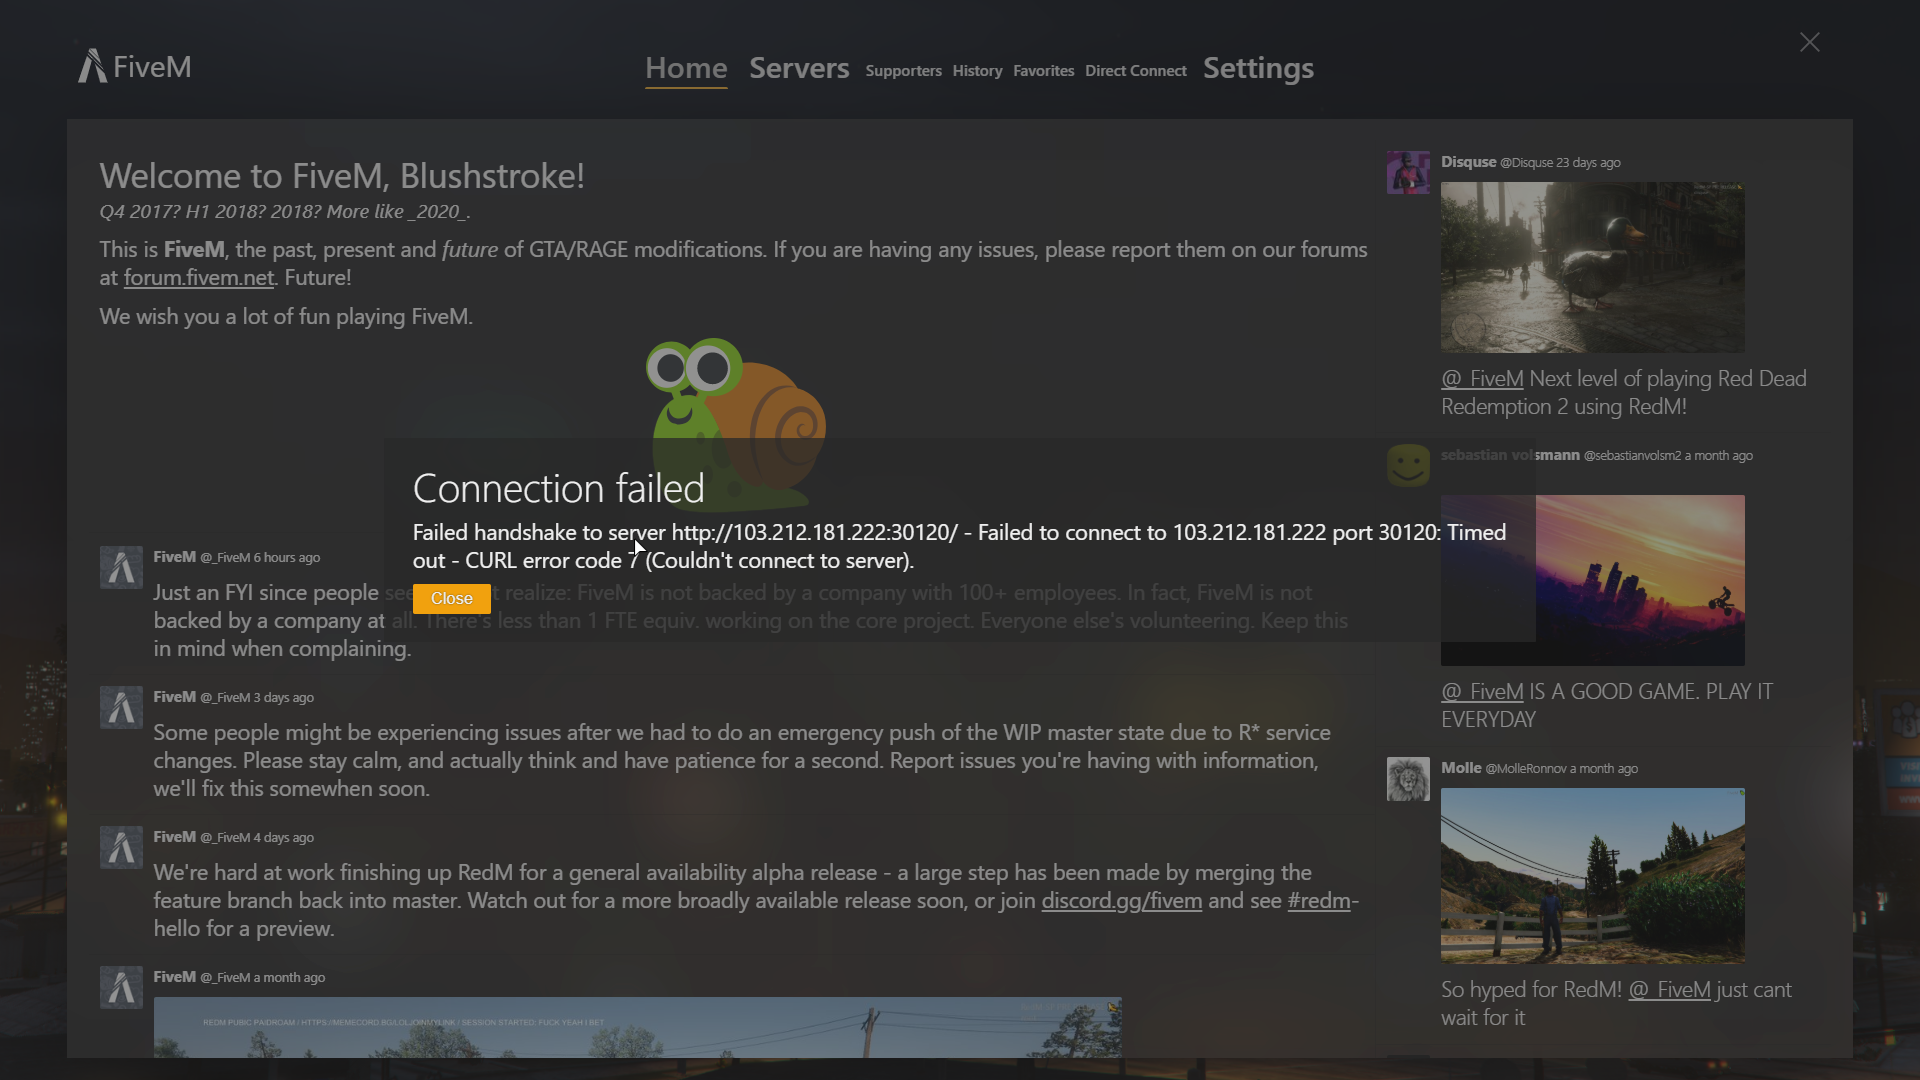 FiveM
Home Servers Supporters History Favorites Direct Connect Settings
Welcome to FiveM, Blushstroke!
Q4 2017? H1 2018? 2018? More like _2020_.
This is FiveM, the past, present and future of GTA/RAGE modifications. If you are having any issues, please report them on our forums
at forum.fivem.net. Future!
We wish you a lot of fun playing FiveM.
Connection failed
Failed handshake to server http://103.212.181.222:30120/ - Failed to connect to 103.212.181.222 port 30120: Timed
out - CURL error code 7 (Couldn't connect to server).
Close
FiveM @_FiveM 6 hours ago
Just an FYI since people realize: FiveM is not backed by a company with 100+ employees. In fact, FiveM is not
backed by a company at all. There's less than 1 FTE equiv. working on the core project. Everyone else's volunteering. Keep this
in mind when complaining.
FiveM @_FiveM 3 days ago
Some people might be experiencing issues after we had to do an emergency push of the WIP master state due to R* service
changes. Please stay calm, and actually think and have patience for a second. Report issues you're having with information,
we'll fix this somewhen soon.
FiveM @_FiveM 4 days ago
We're hard at work finishing up RedM for a general availability alpha release - a large step has been made by merging the
feature branch back into master. Watch out for a more broadly available release soon, or join discord.gg/fivem and see #redm-
hello for a preview.
FiveM @_FiveM a month ago
REDM PUBIC PAIDROAM / HTTPS://MEMECORD.BG/LOLJOINMYLINK / SESSION STARTED: FUCK YEAH I BET
Disquse @Disquse 23 days ago
@_FiveM Next level of playing Red Dead
Redemption 2 using RedM!
sebastian volsmann @sebastianvolsm2 a month ago
@_FiveM IS A GOOD GAME. PLAY IT
EVERYDAY
Molle @MolleRonnov a month ago
So hyped for RedM! @_FiveM just cant
wait for it